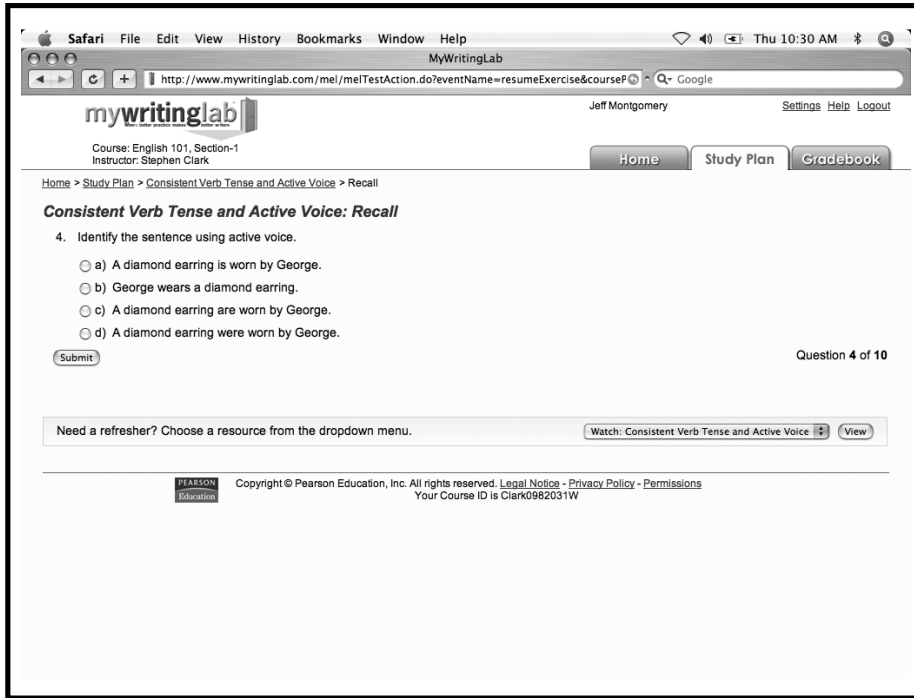 Safari File Edit View History Bookmarks Window Help Thu 10:30 AM
MyWritingLab
http://www.mywritinglab.com/mel/melTestAction.do?eventName=resumeExercise&courseP Google
mywritinglab
Where better practice makes better writers
Jeff Montgomery Settings Help Logout
Course: English 101, Section-1
Instructor: Stephen Clark
Home Study Plan Gradebook
Home > Study Plan > Consistent Verb Tense and Active Voice > Recall
Consistent Verb Tense and Active Voice: Recall
4. Identify the sentence using active voice.
a) A diamond earring is worn by George.
b) George wears a diamond earring.
c) A diamond earring are worn by George.
d) A diamond earring were worn by George.
Submit Question 4 of 10
Need a refresher? Choose a resource from the dropdown menu. Watch: Consistent Verb Tense and Active Voice View
PEARSON
Education
Copyright © Pearson Education, Inc. All rights reserved. Legal Notice - Privacy Policy - Permissions
Your Course ID is Clark0982031W